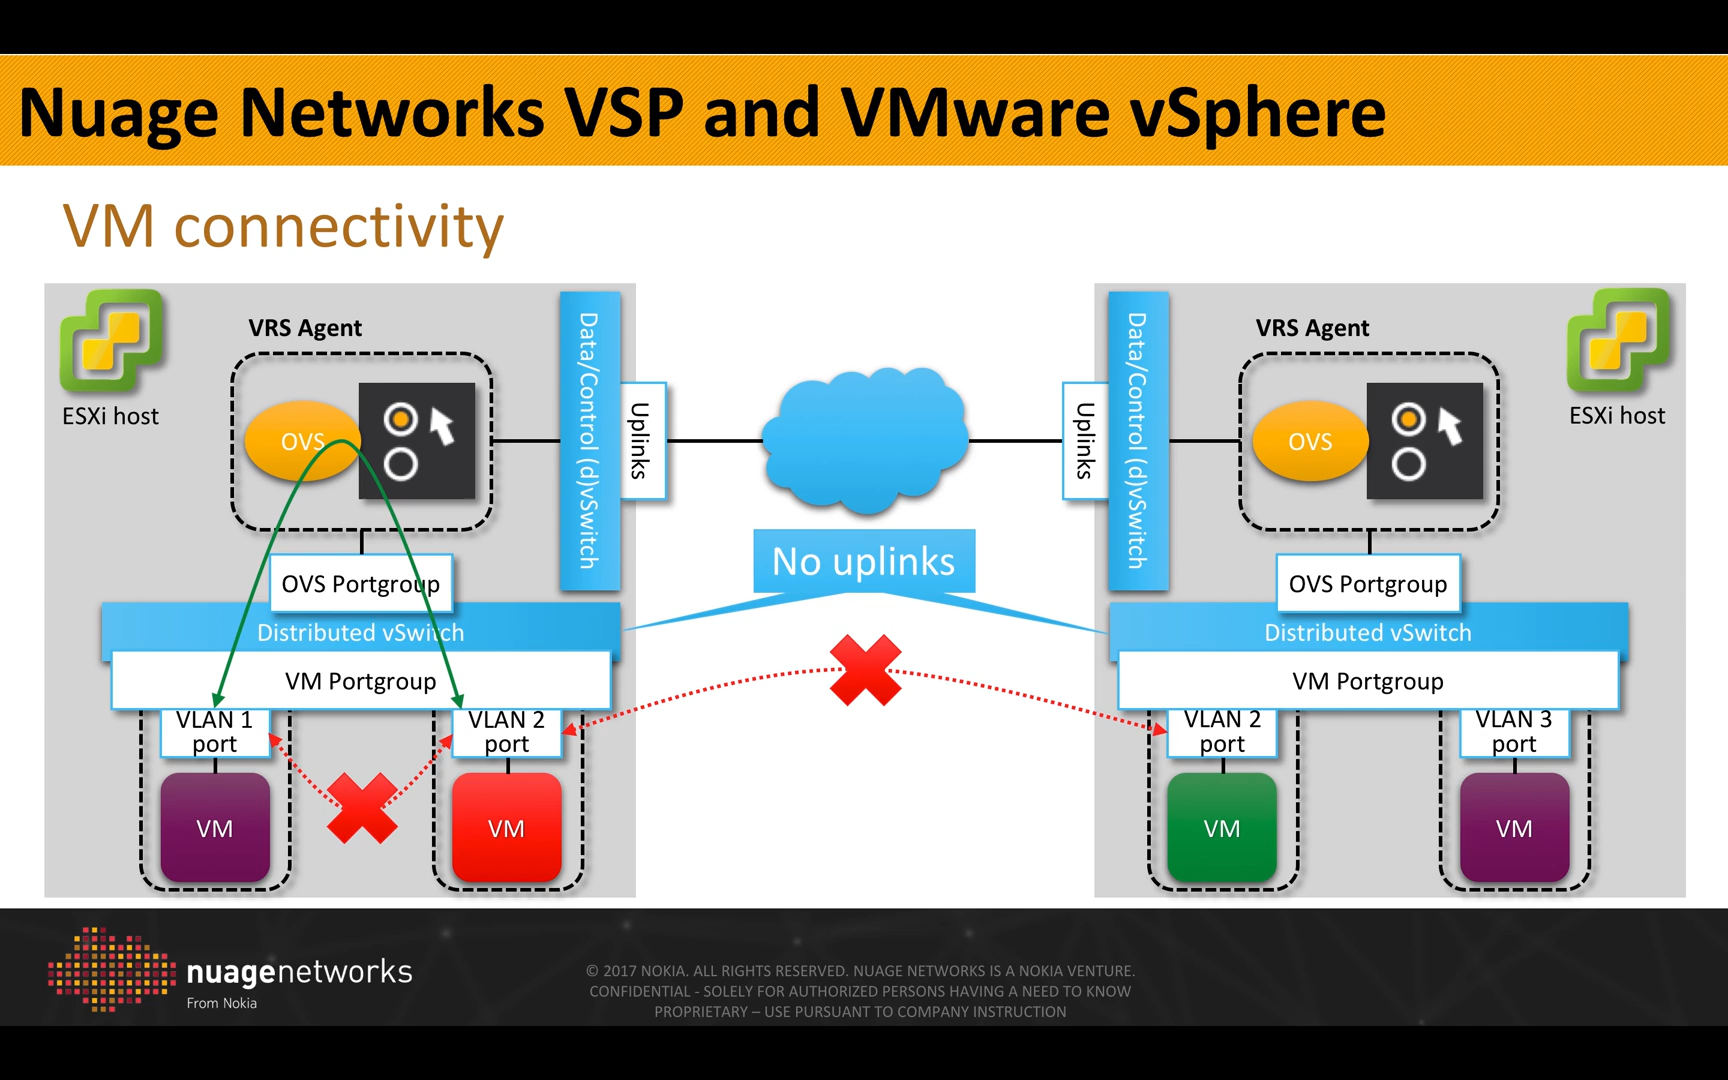 Nuage Networks VSP and VMware vSphere
VM connectivity
ESXi host
VRS Agent
OVS
Data/Control (d)vSwitch
Uplinks
OVS Portgroup
Distributed vSwitch
VM Portgroup
VLAN 1
port
VLAN 2
port
VM
VM
No uplinks
Uplinks
Data/Control (d)vSwitch
VRS Agent
OVS
ESXi host
OVS Portgroup
Distributed vSwitch
VM Portgroup
VLAN 2
port
VLAN 3
port
VM
VM
nuagenetworks
From Nokia
© 2017 NOKIA. ALL RIGHTS RESERVED. NUAGE NETWORKS IS A NOKIA VENTURE.
CONFIDENTIAL - SOLELY FOR AUTHORIZED PERSONS HAVING A NEED TO KNOW
PROPRIETARY – USE PURSUANT TO COMPANY INSTRUCTION